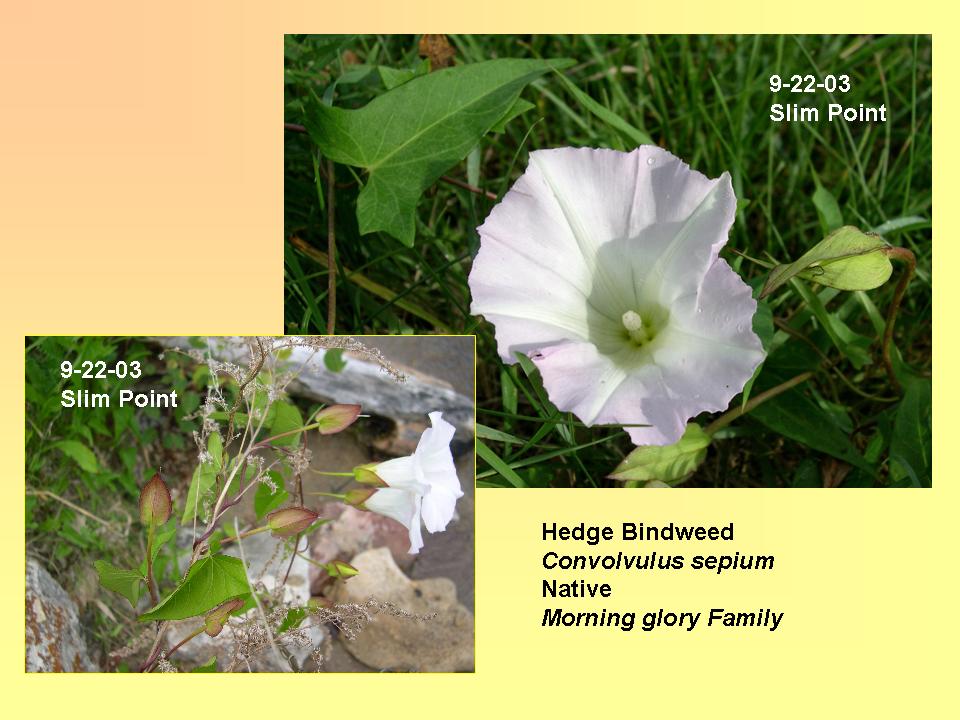 9-22-03
Slim Point
9-22-03
Slim Point
Hedge Bindweed
Convolvulus sepium
Native
Morning glory Family